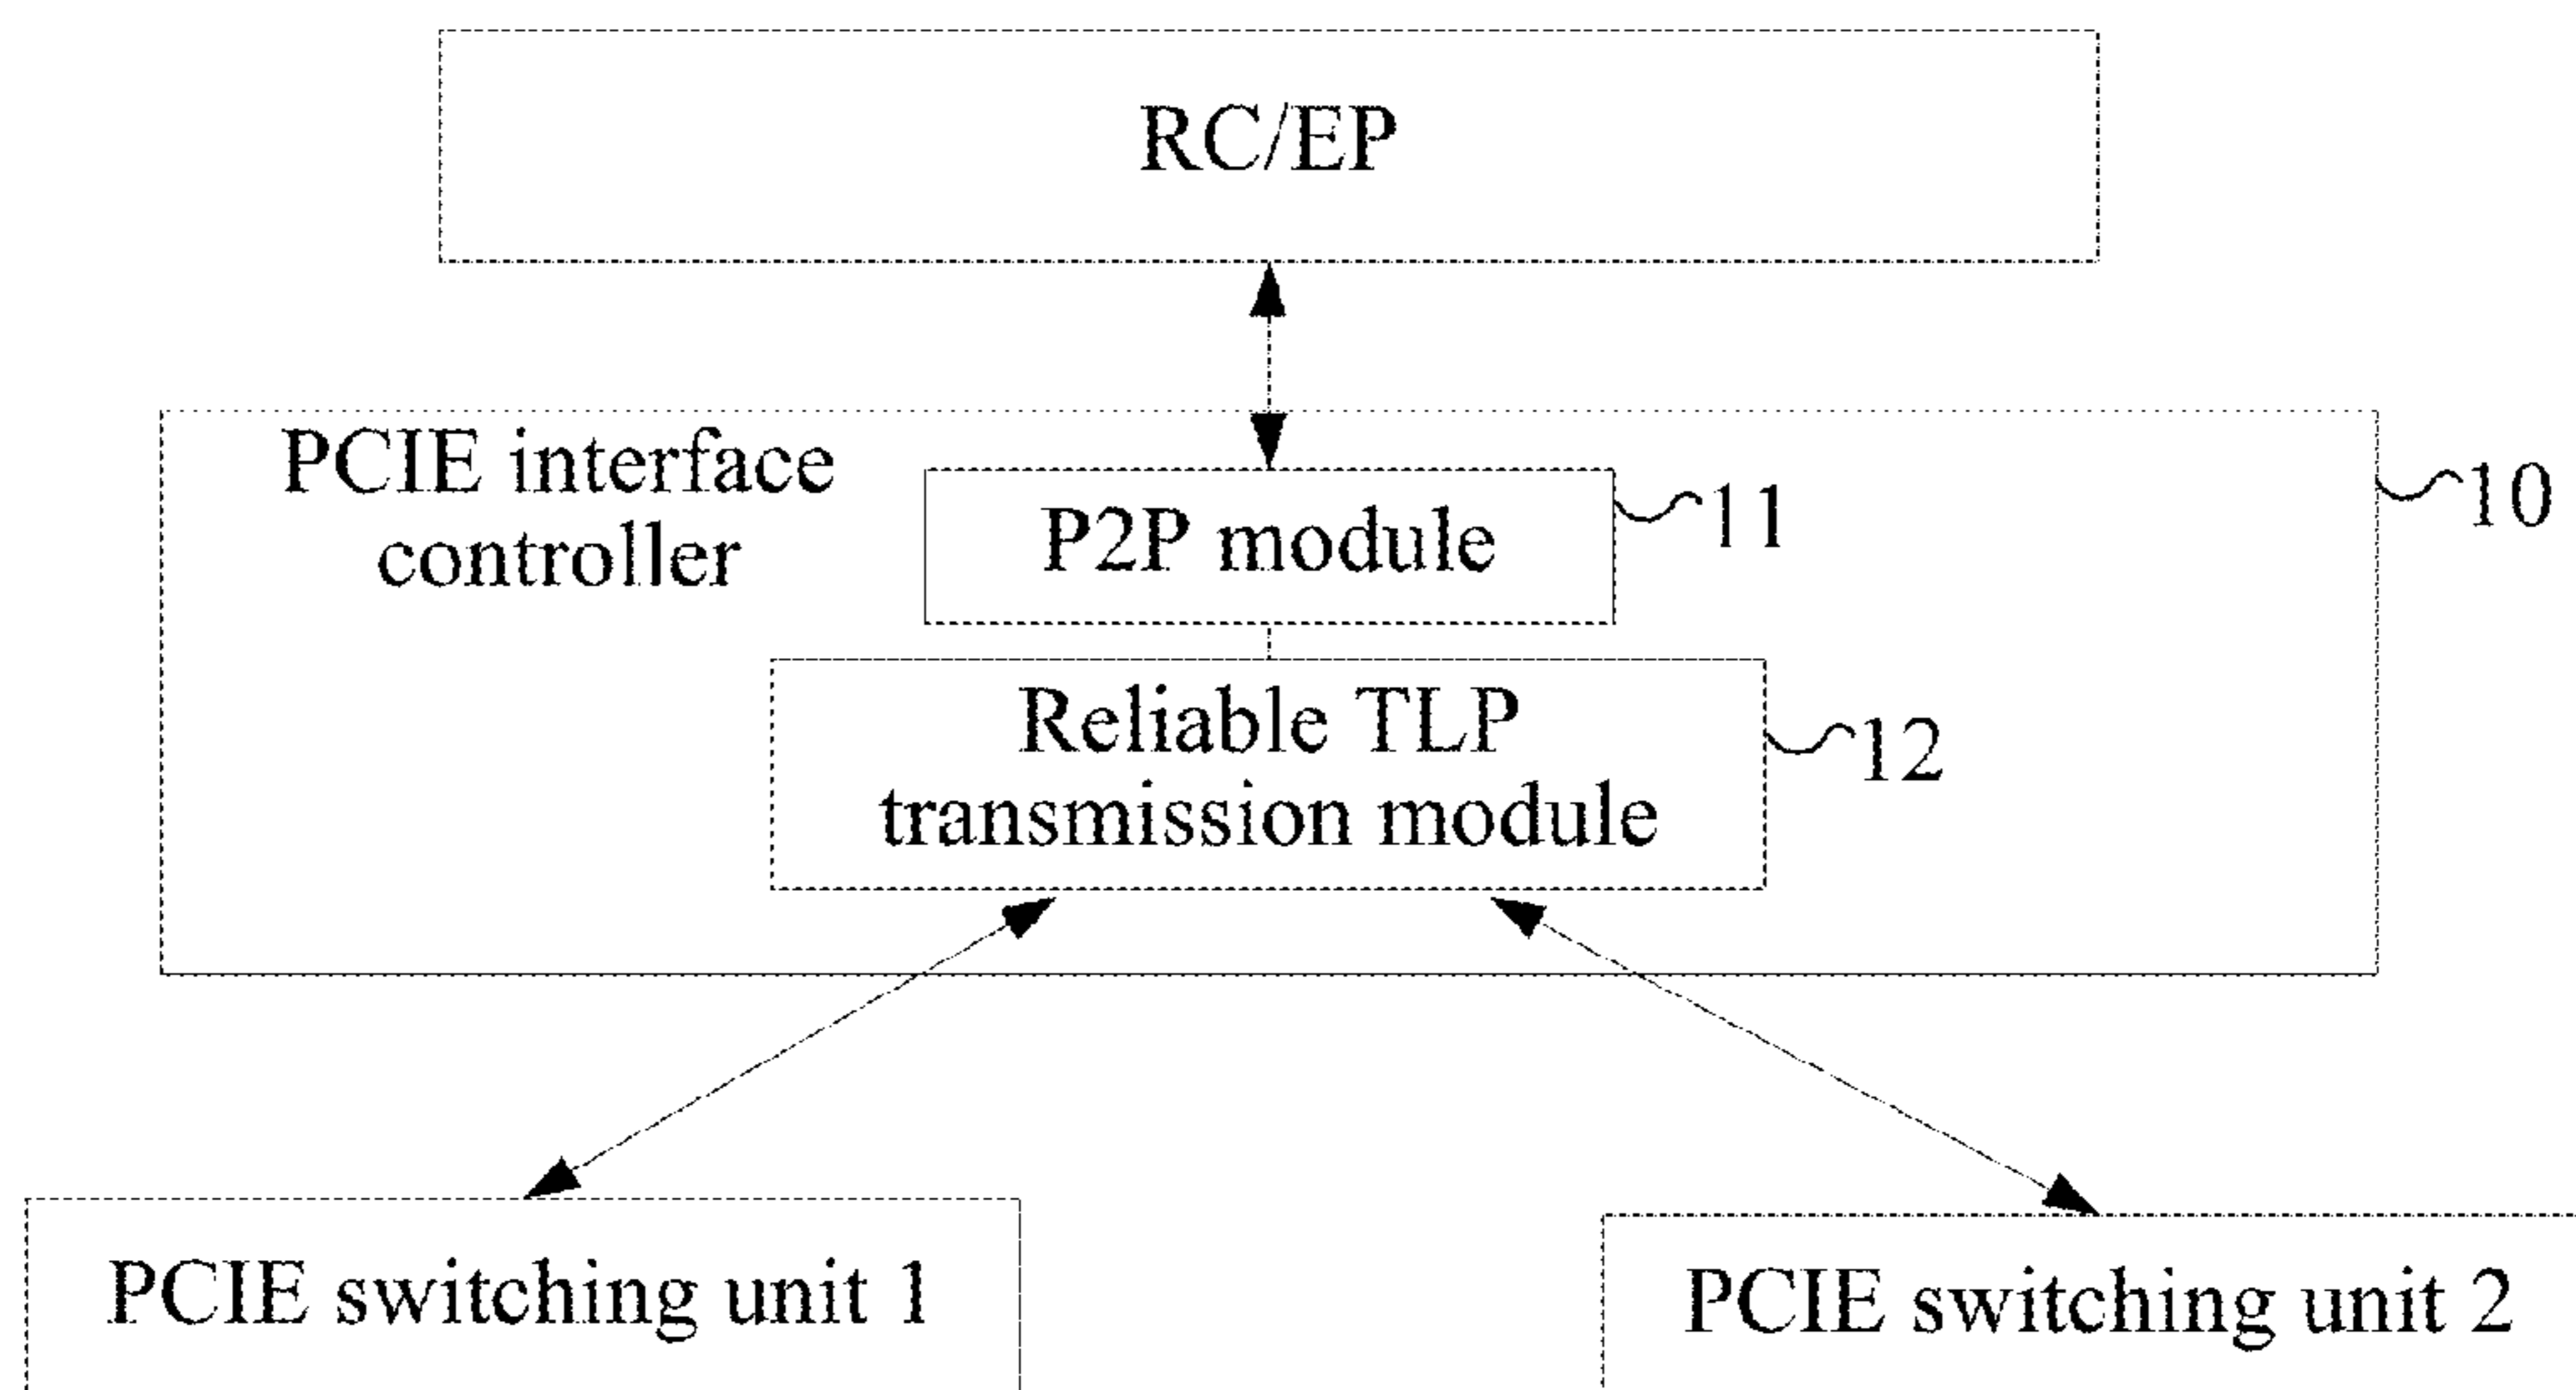 RC/EP
PCIE interface
controller
10
P2P module
11
Reliable TLP
transmission module
12
PCIE switching unit 1
PCIE switching unit 2